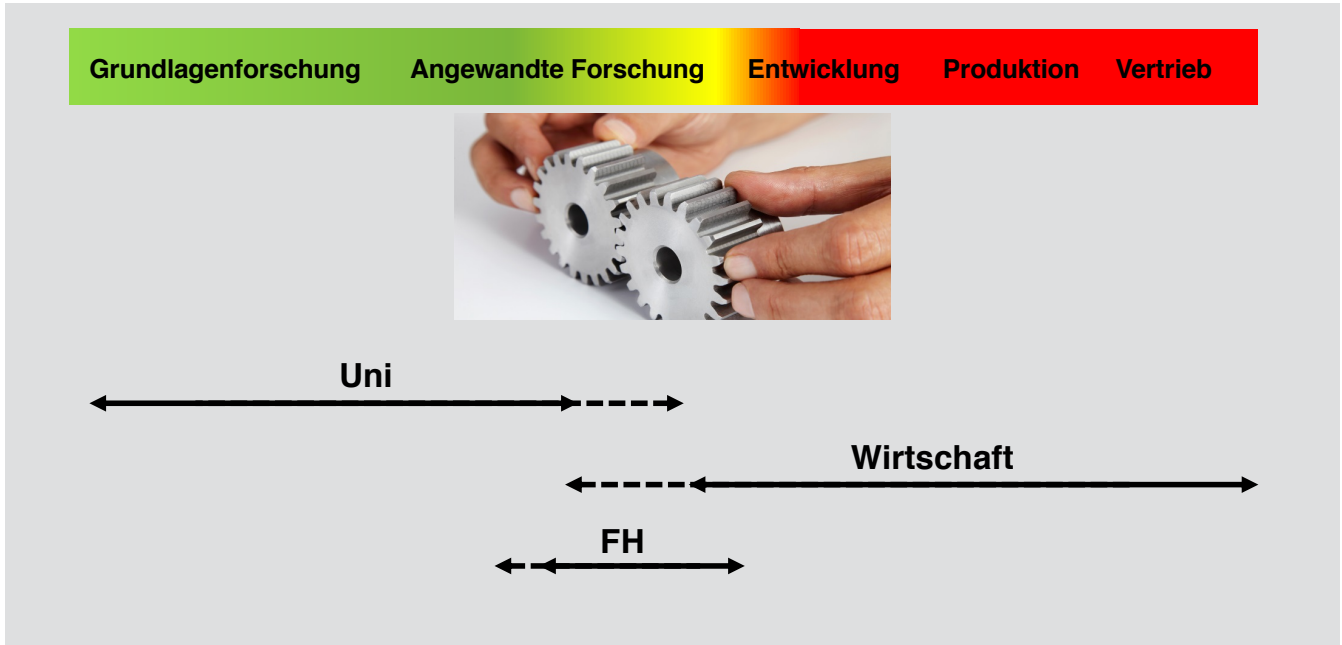 Grundlagenforschung Angewandte Forschung Entwicklung Produktion Vertrieb
Uni
Wirtschaft
FH